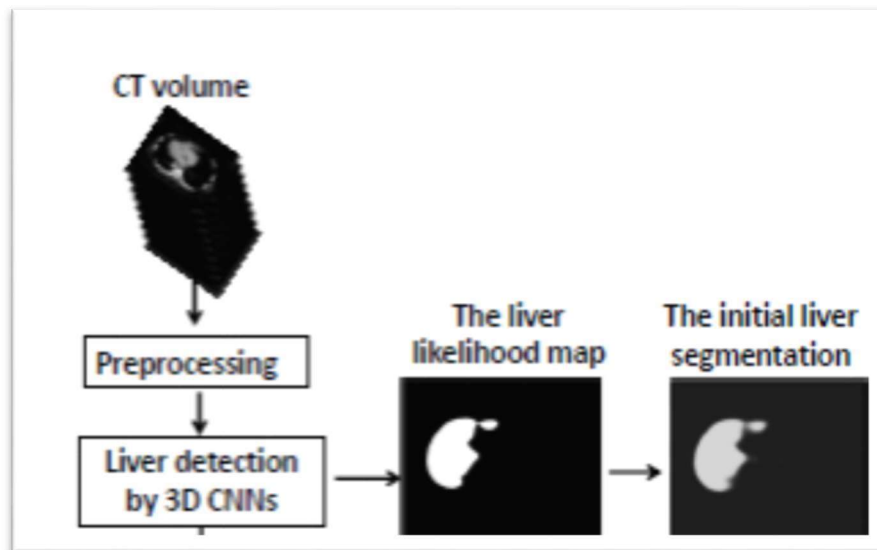 CT volume
Preprocessing
Liver detection
by 3D CNNs
The liver
likelihood map
The initial liver
segmentation